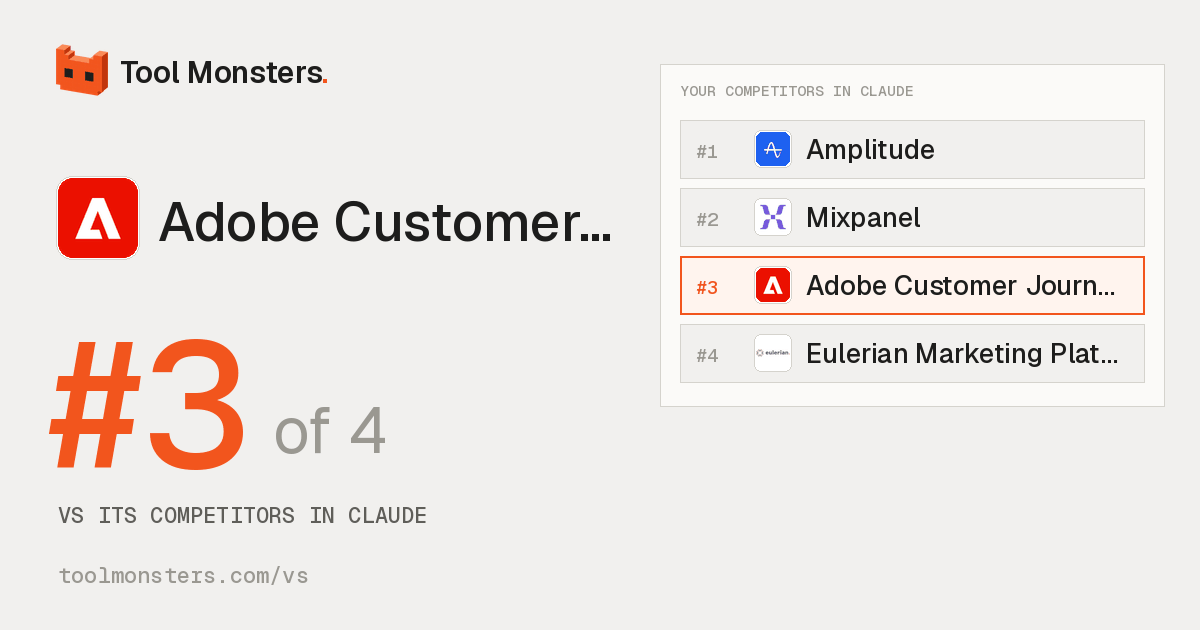 Tool Monsters.
Adobe Customer...
#3 of 4
VS ITS COMPETITORS IN CLAUDE
toolmonsters.com/vs
YOUR COMPETITORS IN CLAUDE
#1 Amplitude
#2 Mixpanel
#3 Adobe Customer Journ...
#4 eulerian. Eulerian Marketing Plat...